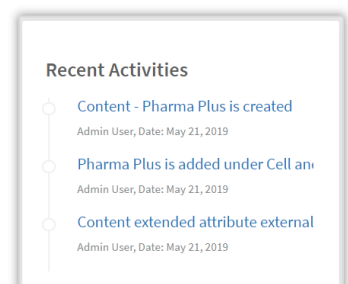 Recent Activities
Content - Pharma Plus is created
Admin User, Date: May 21, 2019
Pharma Plus is added under Cell
Admin User, Date: May 21, 2019
Content extended attribute external
Admin User, Date: May 21, 2019